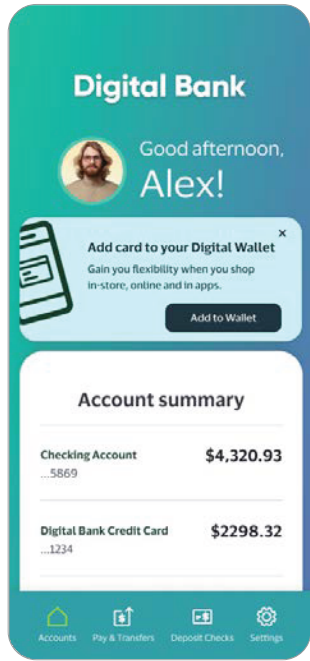 Digital Bank
Good afternoon,
Alex!
×
Add card to your Digital Wallet
Gain you flexibility when you shop
in-store, online and in apps.
Add to Wallet
Account summary
Checking Account $4,320.93
...5869
Digital Bank Credit Card $2298.32
...1234
Accounts Pay & Transfers Deposit Checks Settings